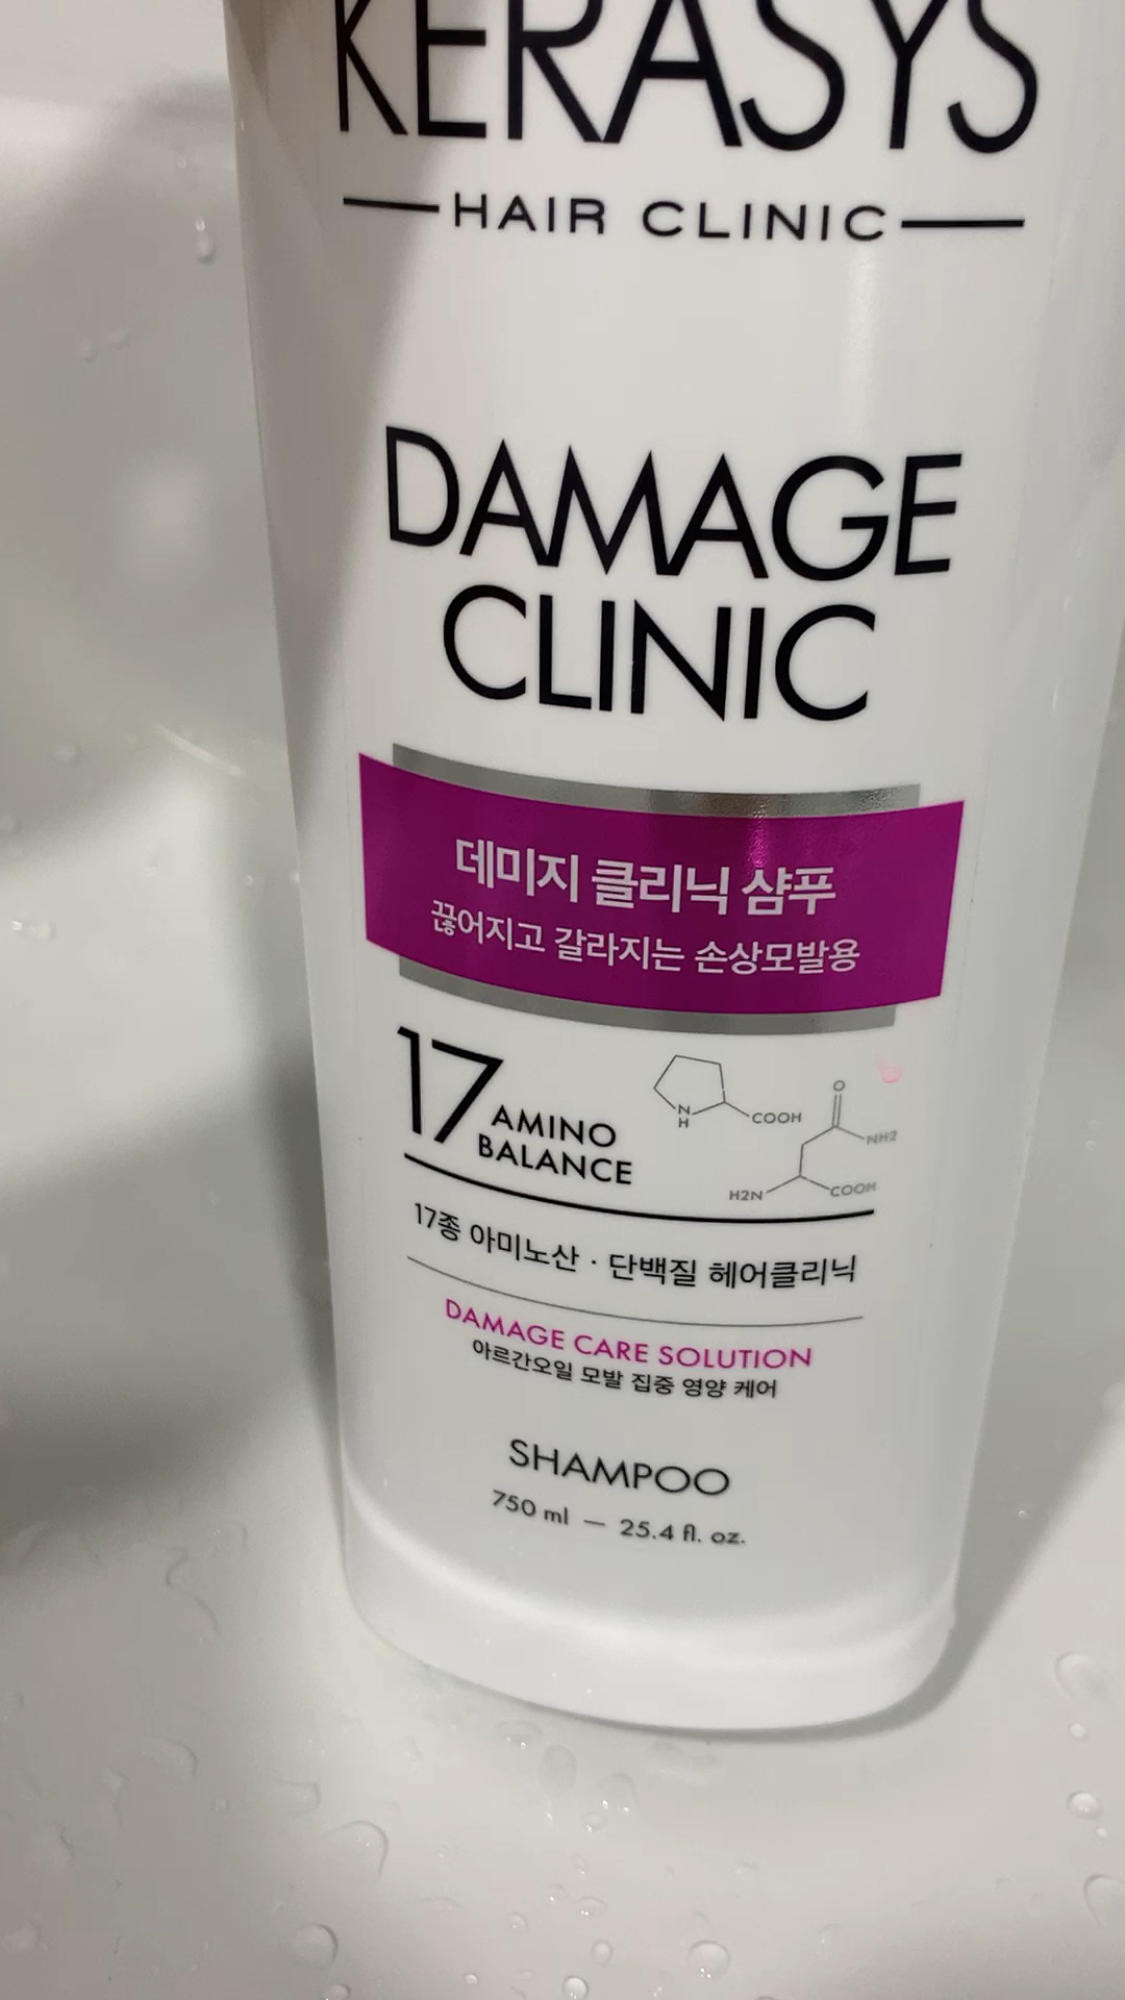 KERASYS
HAIR CLINIC
DAMAGE
CLINIC
데미지 클리닉 샴푸
끊어지고 갈라지는 손상모발용
17 AMINO
BALANCE
N
H
COOH
O
NH2
H2N
COOH
17종 아미노산 · 단백질 헤어클리닉
DAMAGE CARE SOLUTION
아르간오일 모발 집중 영양 케어
SHAMPOO
750 ml — 25.4 fl. oz.